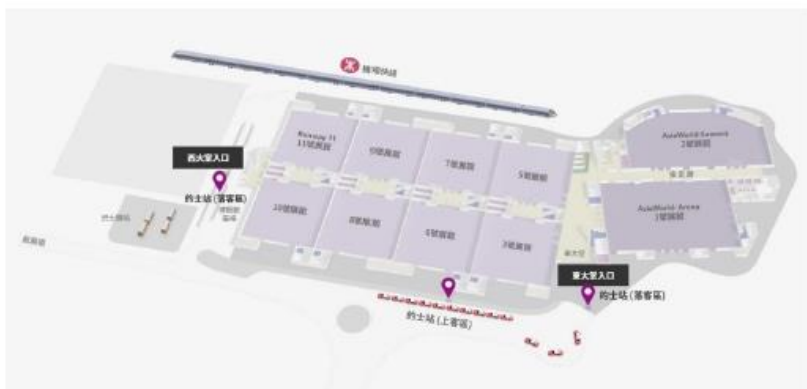 機場快綫
Runway 11
11號展館
9號展館
7號展館
5號展館
AsiaWorld-Summit
2號展館
西大堂入口
的士站 (落客區)
10號展館
8號展館
6號展館
3號展館
AsiaWorld-Arena
1號展館
東大堂
東大堂入口
的士站 (落客區)
的士站 (上客區)